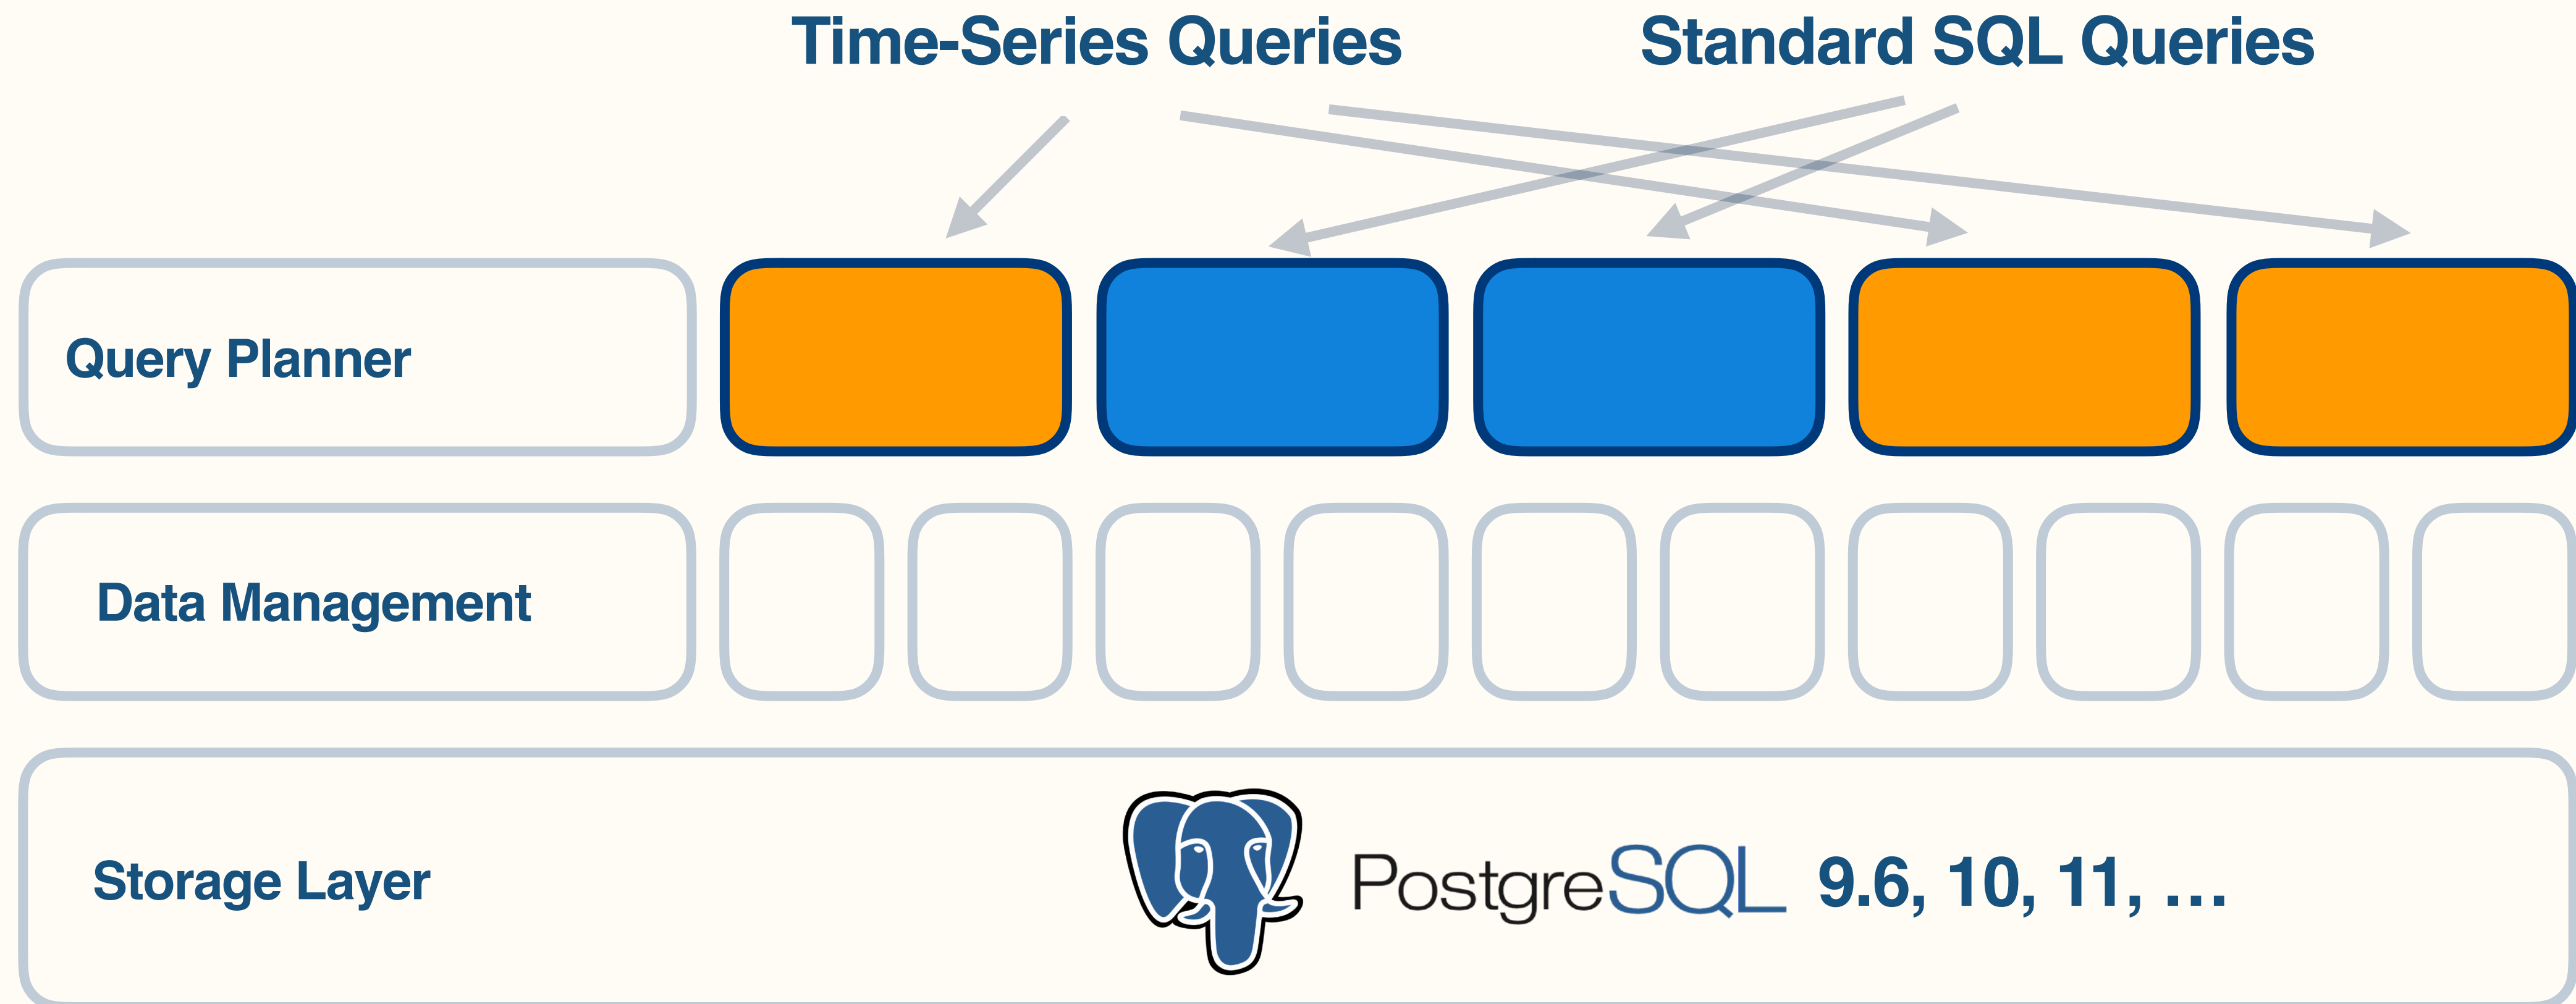 Time-Series Queries
Standard SQL Queries
Query Planner
Data Management
Storage Layer
PostgreSQL 9.6, 10, 11, …